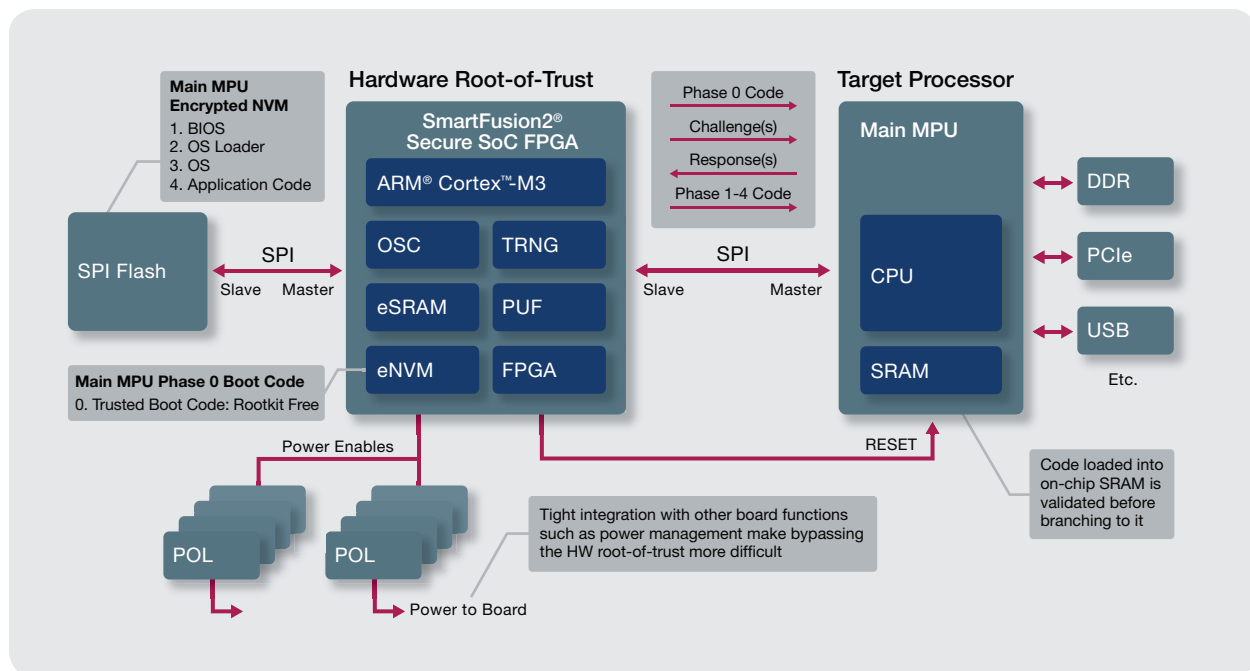 Hardware Root-of-Trust
Target Processor
Main MPU
Encrypted NVM
1. BIOS
2. OS Loader
3. OS
4. Application Code
SPI Flash
SPI
Slave
Master
SmartFusion2®
Secure SoC FPGA
ARM® Cortex™-M3
OSC
TRNG
eSRAM
PUF
eNVM
FPGA
Main MPU Phase 0 Boot Code
0. Trusted Boot Code: Rootkit Free
Phase 0 Code
Challenge(s)
Response(s)
Phase 1-4 Code
SPI
Slave
Master
Main MPU
CPU
SRAM
DDR
PCIe
USB
Etc.
Power Enables
RESET
POL
POL
Power to Board
Tight integration with other board functions
such as power management make bypassing
the HW root-of-trust more difficult
Code loaded into
on-chip SRAM is
validated before
branching to it